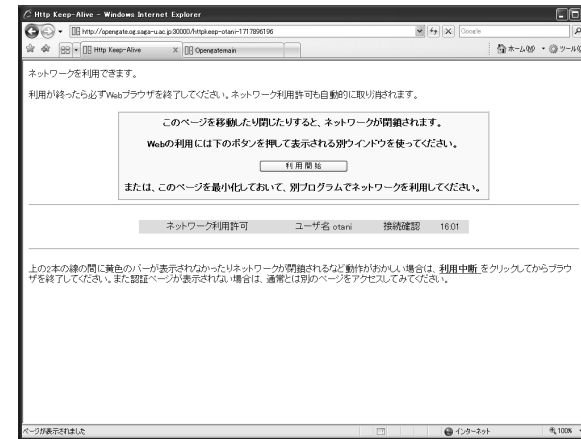 Http Keep-Alive - Windows Internet Explorer
http://opengate.og.saga-u.ac.jp:30000/httpkeep-otani-1717896196
Google
Http Keep-Alive
Opengatemain
ホーム(M)
ツール(O)
ネットワークを利用できます。
利用が終ったら必ずWebブラウザを終了してください。ネットワーク利用許可も自動的に取り消されます。
このページを移動したり閉じたりすると、ネットワークが閉鎖されます。
Webの利用には下のボタンを押して表示される別ウインドウを使ってください。
利用開始
または、このページを最小化しておいて、別プログラムでネットワークを利用してください。
ネットワーク利用許可 ユーザ名 otani 接続確認 16:01
上の2本の線の間に黄色のバーが表示されなかったりネットワークが閉鎖されるなど動作がおかしい場合は、利用中断 をクリックしてからブラウ
ザを終了してください。また認証ページが表示されない場合は、通常とは別のページをアクセスしてみてください。
ページが表示されました
インターネット
100%